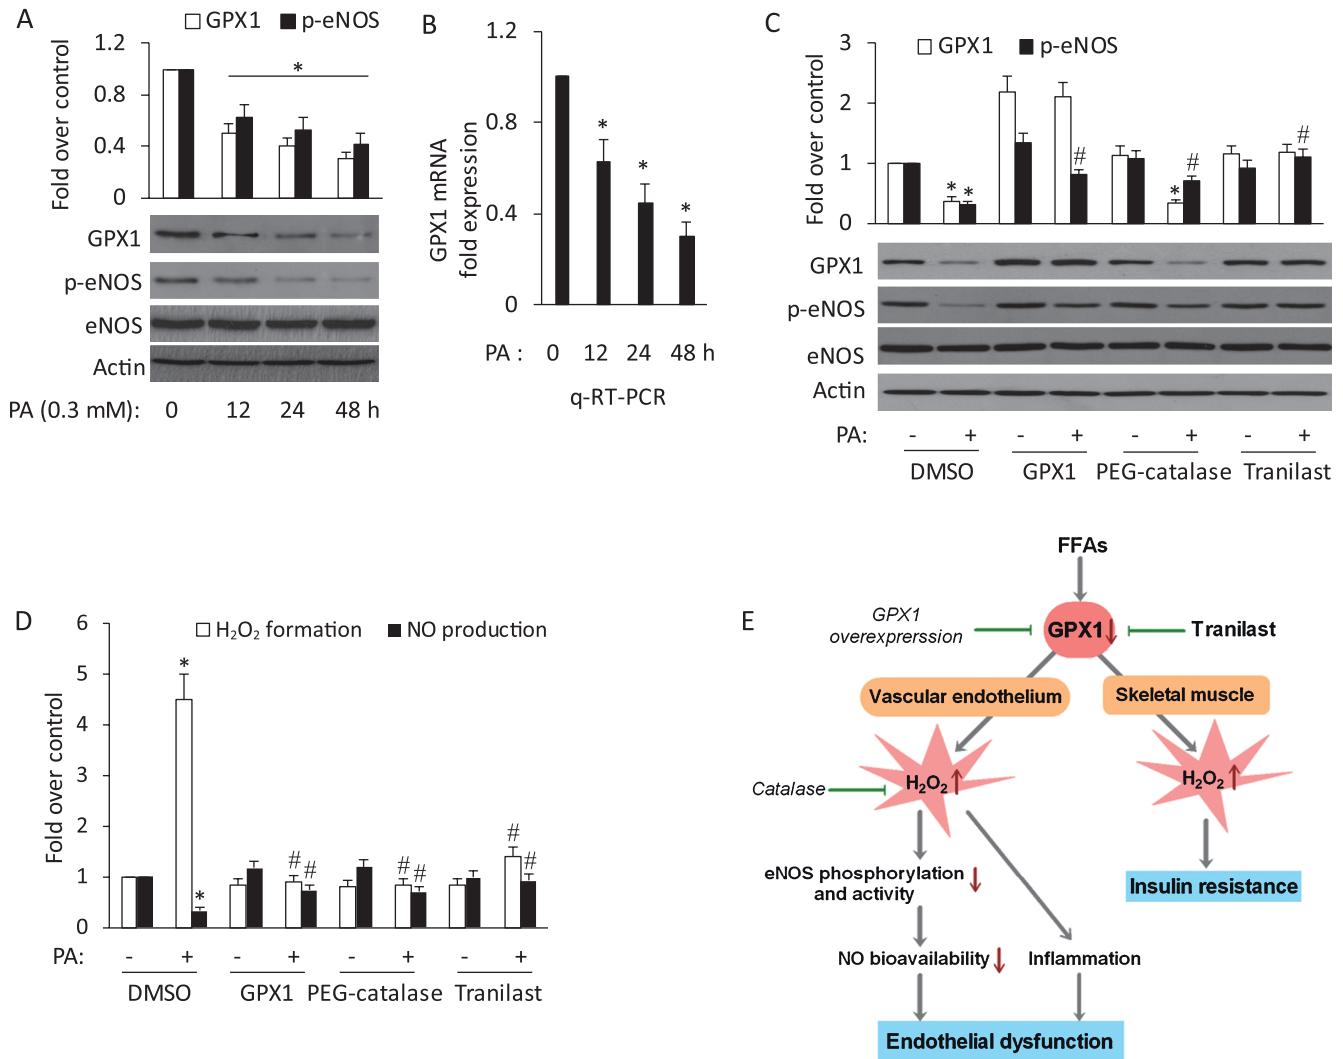 A
GPX1
p-eNOS
Fold over control
1.2
0.8
0.4
0
*
GPX1
p-eNOS
eNOS
Actin
PA (0.3 mM):
0
12
24
48 h
B
GPX1 mRNA
fold expression
1.2
0.8
0.4
0
*
*
*
PA :
0
12
24
48 h
q-RT-PCR
C
GPX1
p-eNOS
Fold over control
3
2
1
0
* *
#
* #
#
GPX1
p-eNOS
eNOS
Actin
PA:
- + - + - + - +
DMSO
GPX1
PEG-catalase
Tranilast
D
H₂O₂ formation
NO production
Fold over control
6
5
4
3
2
1
0
*
*
# #
# #
# #
PA:
- + - + - + - +
DMSO
GPX1
PEG-catalase
Tranilast
E
FFAs
GPX1
overexprerssion
GPX1↓
Tranilast
Vascular endothelium
Skeletal muscle
H₂O₂↑
H₂O₂↑
Catalase
eNOS phosphorylation
and activity ↓
Insulin resistance
NO bioavailability↓
Inflammation
Endothelial dysfunction